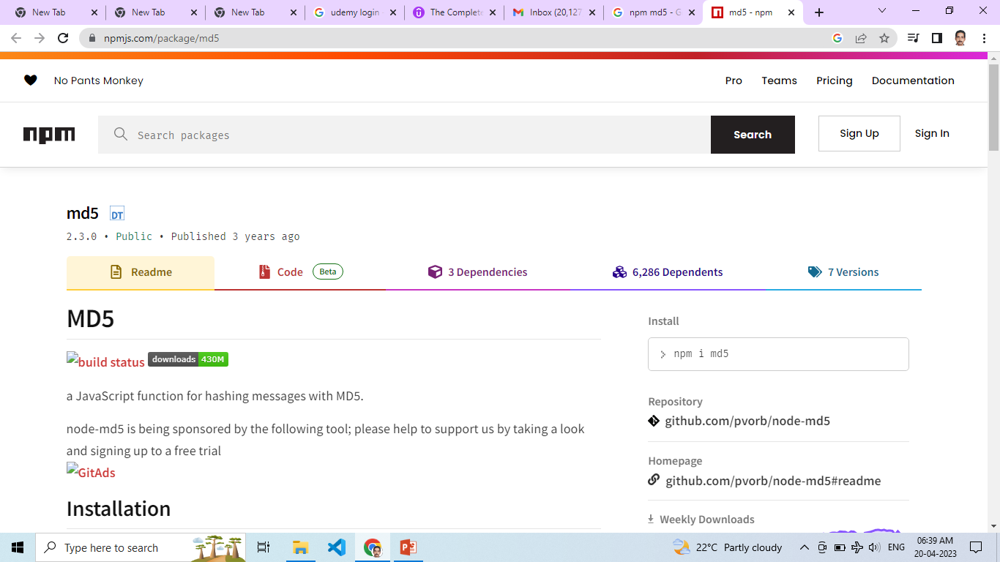 New Tab
New Tab
New Tab
udemy login
The Complete
Inbox (20,127
npm md5 - G
md5 - npm
npmjs.com/package/md5
No Pants Monkey
Pro Teams Pricing Documentation
npm
Search packages
Search
Sign Up
Sign In
md5 DT
2.3.0 • Public • Published 3 years ago
Readme
Code Beta
3 Dependencies
6,286 Dependents
7 Versions
MD5
build status downloads 430M
a JavaScript function for hashing messages with MD5.
node-md5 is being sponsored by the following tool; please help to support us by taking a look
and signing up to a free trial
GitAds
Installation
Install
npm i md5
Repository
github.com/pvorb/node-md5
Homepage
github.com/pvorb/node-md5#readme
Weekly Downloads
Type here to search
22°C Partly cloudy
ENG
06:39 AM
20-04-2023